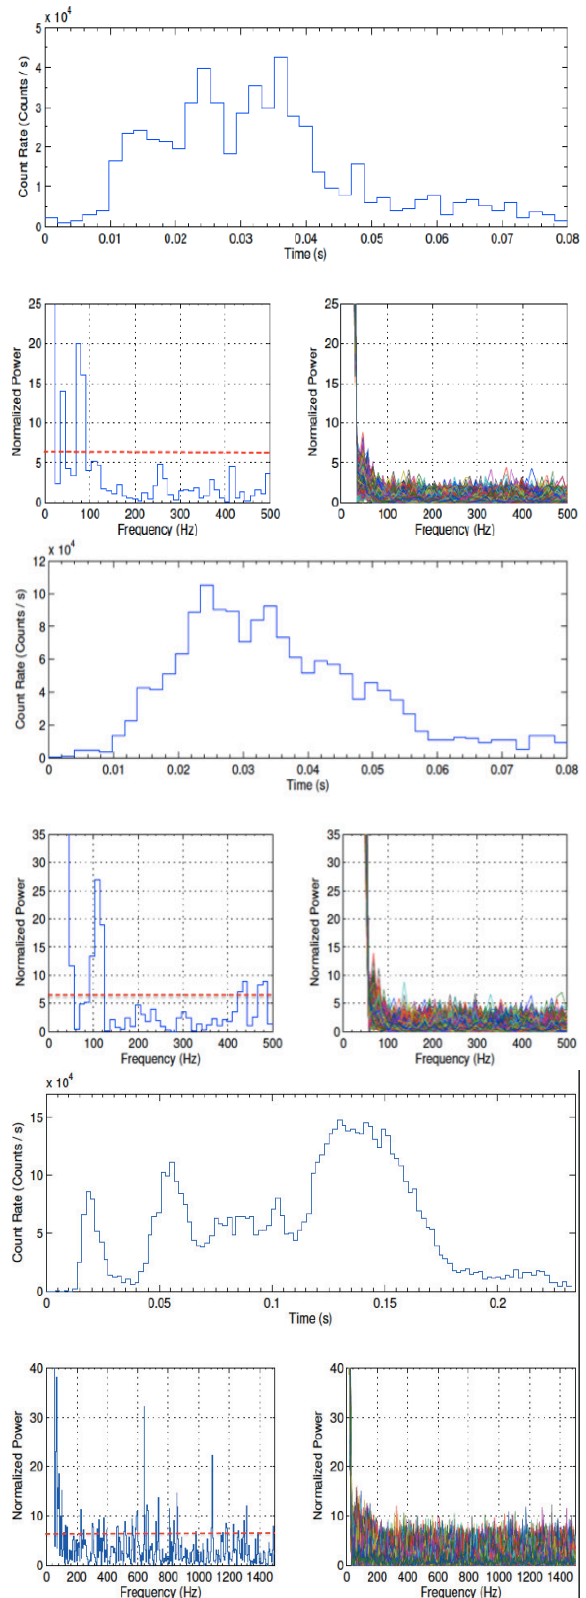 x 10⁴
5
4
3
2
1
0
Count Rate (Counts / s)
0 0.01 0.02 0.03 0.04 0.05 0.06 0.07 0.08
Time (s)
25
20
15
10
5
0
Normalized Power
0 100 200 300 400 500
Frequency (Hz)
25
20
15
10
5
0
Normalized Power
0 100 200 300 400 500
Frequency (Hz)
x 10⁴
12
10
8
6
4
2
0
Count Rate (Counts / s)
0 0.01 0.02 0.03 0.04 0.05 0.06 0.07 0.08
Time (s)
35
30
25
20
15
10
5
0
Normalized Power
0 100 200 300 400 500
Frequency (Hz)
35
30
25
20
15
10
5
0
Normalized Power
0 100 200 300 400 500
Frequency (Hz)
x 10⁴
15
10
5
0
Count Rate (Counts / s)
0 0.05 0.1 0.15 0.2
Time (s)
40
30
20
10
0
Normalized Power
0 200 400 600 800 1000 1200 1400
Frequency (Hz)
40
30
20
10
0
Normalized Power
0 200 400 600 800 1000 1200 1400
Frequency (Hz)